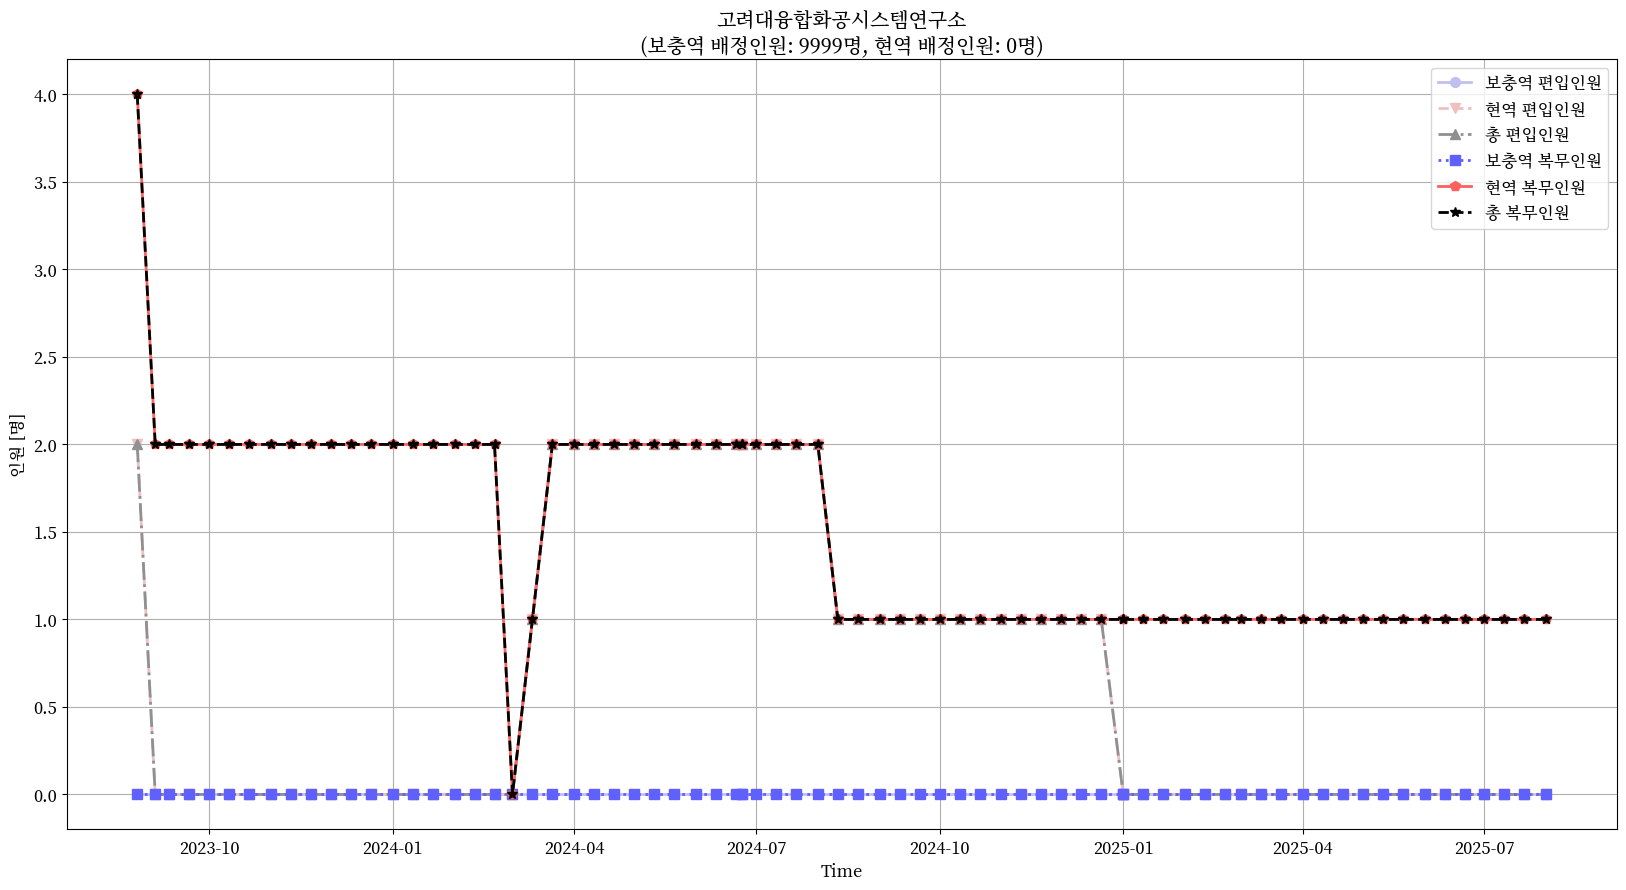 고려대융합화공시스템연구소
(보충역 배정인원: 9999명, 현역 배정인원: 0명)
보충역 편입인원
현역 편입인원
총 편입인원
보충역 복무인원
현역 복무인원
총 복무인원
인원 [명]
4.0
3.5
3.0
2.5
2.0
1.5
1.0
0.5
0.0
2023-10
2024-01
2024-04
2024-07
2024-10
2025-01
2025-04
2025-07
Time